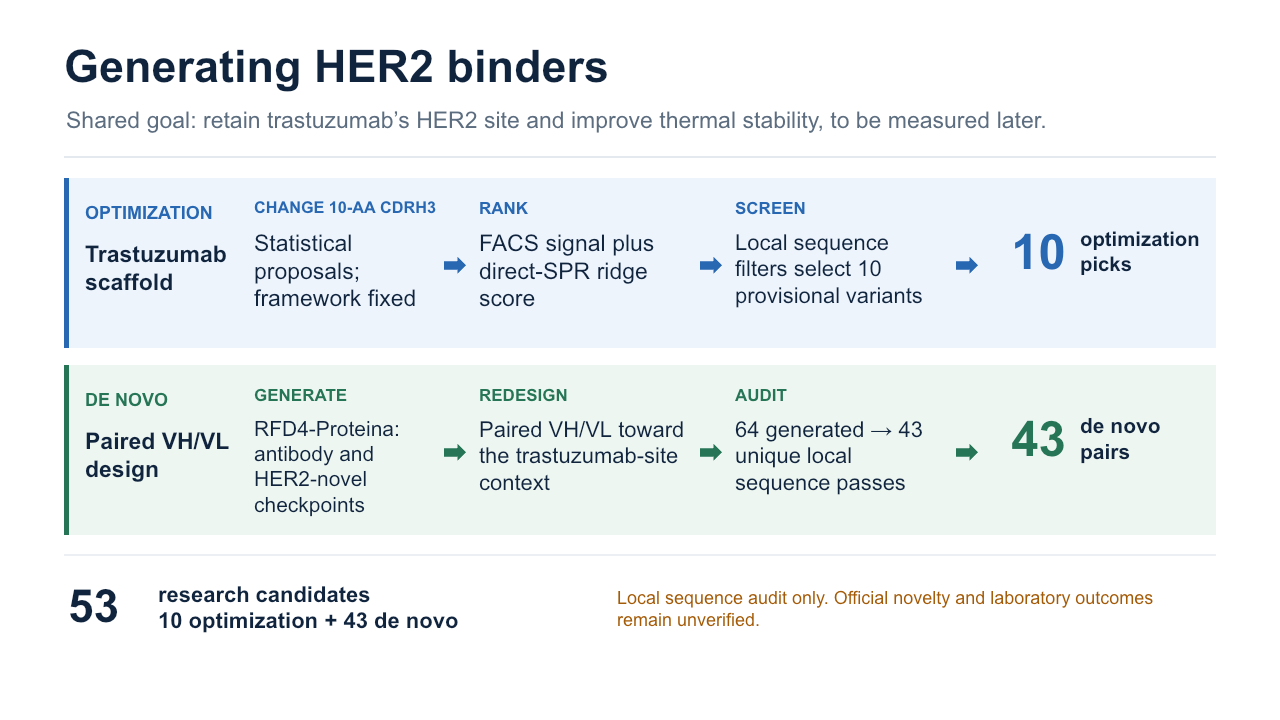 Generating HER2 binders
Shared goal: retain trastuzumab’s HER2 site and improve thermal stability, to be measured later.
OPTIMIZATION
Trastuzumab
scaffold
CHANGE 10-AA CDRH3
Statistical
proposals;
framework fixed
RANK
FACS signal plus
direct-SPR ridge
score
SCREEN
Local sequence
filters select 10
provisional variants
10
optimization
picks
DE NOVO
Paired VH/VL
design
GENERATE
RFD4-Proteina:
antibody and
HER2-novel
checkpoints
REDESIGN
Paired VH/VL toward
the trastuzumab-site
context
AUDIT
64 generated → 43
unique local
sequence passes
43
de novo
pairs
53
research candidates
10 optimization + 43 de novo
Local sequence audit only. Official novelty and laboratory outcomes
remain unverified.